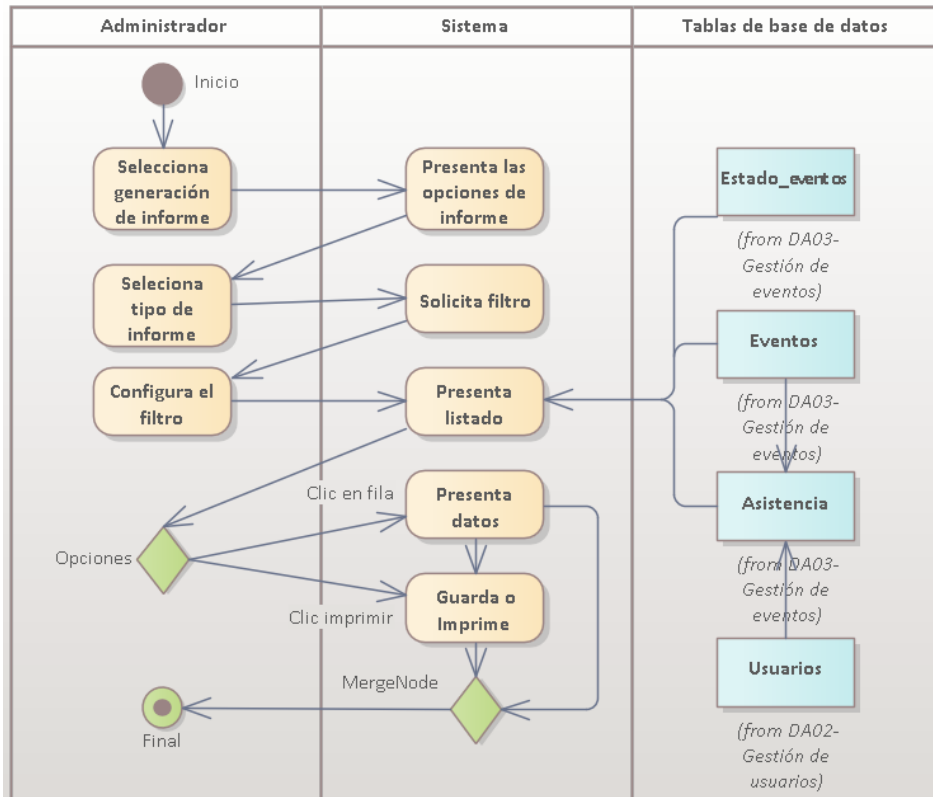 Administrador
Sistema
Tablas de base de datos
Inicio
Selecciona
generación
de informe
Presenta las
opciones de
informe
Estado_eventos
(from DA03-
Gestión de
eventos)
Seleciona
tipo de
informe
Solicita filtro
Eventos
(from DA03-
Gestión de
eventos)
Configura el
filtro
Presenta
listado
Clic en fila
Presenta
datos
Asistencia
(from DA03-
Gestión de
eventos)
Opciones
Clic imprimir
Guarda o
Imprime
Usuarios
(from DA02-
Gestión de
usuarios)
MergeNode
Final